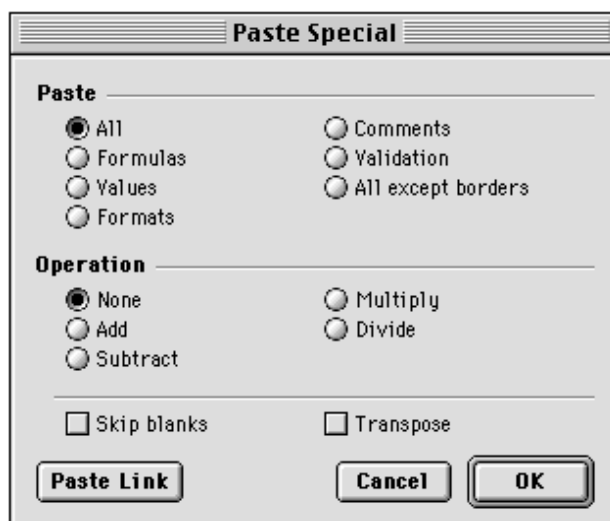 Paste Special
Paste
All
Formulas
Values
Formats
Comments
Validation
All except borders
Operation
None
Add
Subtract
Multiply
Divide
Skip blanks
Transpose
Paste Link
Cancel
OK